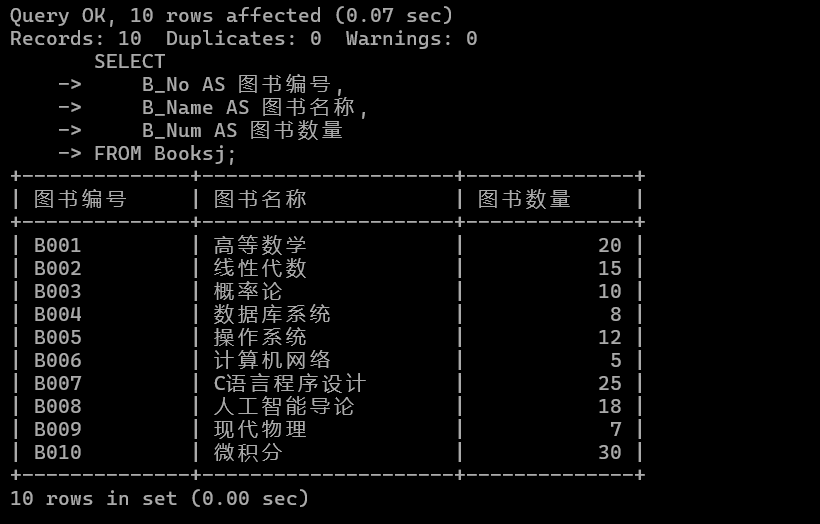 Query OK, 10 rows affected (0.07 sec)
Records: 10  Duplicates: 0  Warnings: 0
       SELECT
    ->     B_No AS 图书编号,
    ->     B_Name AS 图书名称,
    ->     B_Num AS 图书数量
    -> FROM Booksj;
+--------------+---------------------+--------------+
| 图书编号     | 图书名称            | 图书数量     |
+--------------+---------------------+--------------+
| B001         | 高等数学            |           20 |
| B002         | 线性代数            |           15 |
| B003         | 概率论              |           10 |
| B004         | 数据库系统          |            8 |
| B005         | 操作系统            |           12 |
| B006         | 计算机网络          |            5 |
| B007         | C语言程序设计       |           25 |
| B008         | 人工智能导论        |           18 |
| B009         | 现代物理            |            7 |
| B010         | 微积分              |           30 |
+--------------+---------------------+--------------+
10 rows in set (0.00 sec)